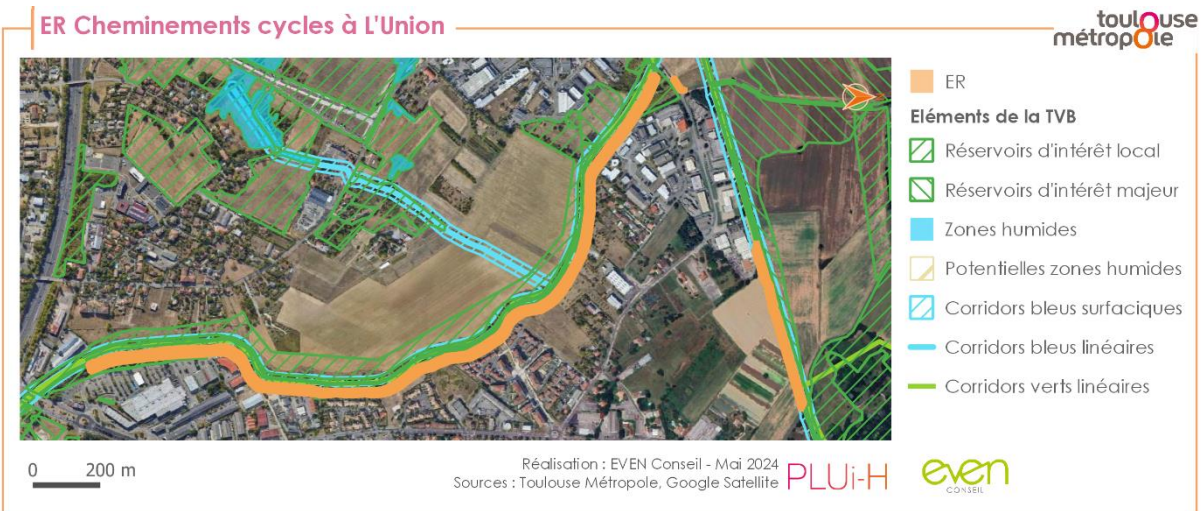 ER Cheminements cycles à L'Union
toulouse
métropole
ER
Eléments de la TVB
Réservoirs d'intérêt local
Réservoirs d'intérêt majeur
Zones humides
Potentielles zones humides
Corridors bleus surfaciques
Corridors bleus linéaires
Corridors verts linéaires
0 200 m
Réalisation : EVEN Conseil - Mai 2024
Sources : Toulouse Métropole, Google Satellite
PLUi-H
even
CONSEIL